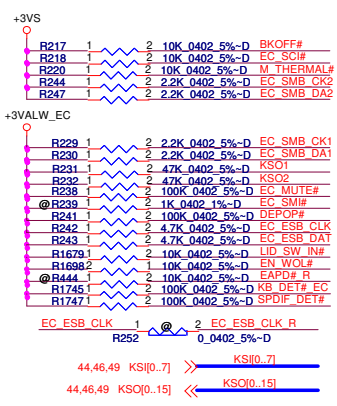 +3VS
R217 1 2 10K_0402_5%~D BKOFF#
R218 1 2 10K_0402_5%~D EC_SCI#
R220 1 2 10K_0402_5%~D M_THERMAL#
R244 1 2 2.2K_0402_5%~D EC_SMB_CK2
R247 1 2 2.2K_0402_5%~D EC_SMB_DA2
+3VALW_EC
R229 1 2 2.2K_0402_5%~D EC_SMB_CK1
R230 1 2 2.2K_0402_5%~D EC_SMB_DA1
R231 1 2 47K_0402_5%~D KSO1
R232 1 2 47K_0402_5%~D KSO2
R238 1 2 100K_0402_5%~D EC_MUTE#
@ R239 1 2 1K_0402_1%~D EC_SMI#
R241 1 2 100K_0402_5%~D DEPOP#
R242 1 2 4.7K_0402_5%~D EC_ESB_CLK
R243 1 2 4.7K_0402_5%~D EC_ESB_DAT
R1679 1 2 10K_0402_5%~D LID_SW_IN#
R1698 2 1 10K_0402_5%~D EN_WOL#
@ R444 1 2 10K_0402_5%~D EAPD#_R
R1745 1 2 100K_0402_5%~D KB_DET#_EC
R1747 1 2 100K_0402_5%~D SPDIF_DET#
EC_ESB_CLK 1 @ 2 EC_ESB_CLK_R
R252 0_0402_5%~D
44,46,49 KSI[0..7] KSI[0..7]
44,46,49 KSO[0..15] KSO[0..15]